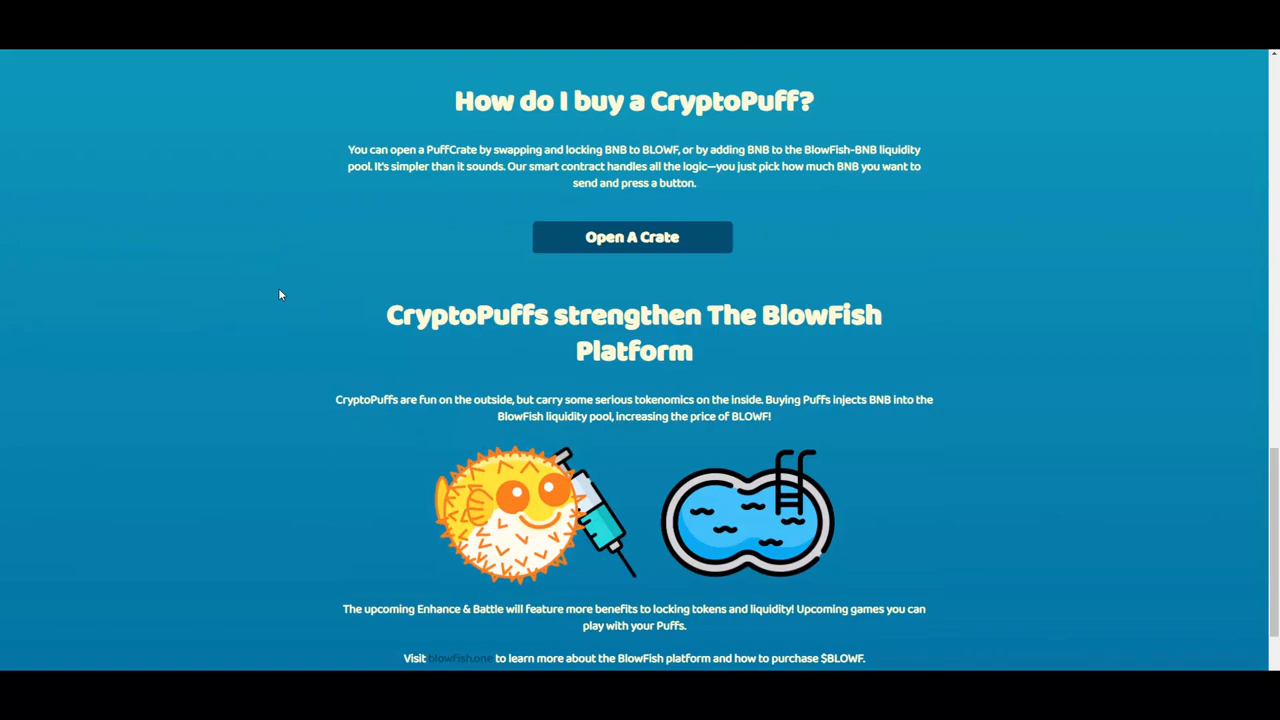 How do I buy a CryptoPuff?
You can open a PuffCrate by swapping and locking BNB to BLOWF, or by adding BNB to the BlowFish-BNB liquidity
pool. It's simpler than it sounds. Our smart contract handles all the logic—you just pick how much BNB you want to
send and press a button.
Open A Crate
CryptoPuffs strengthen The BlowFish
Platform
CryptoPuffs are fun on the outside, but carry some serious tokenomics on the inside. Buying Puffs injects BNB into the
BlowFish liquidity pool, increasing the price of BLOWF!
The upcoming Enhance & Battle will feature more benefits to locking tokens and liquidity! Upcoming games you can
play with your Puffs.
Visit blowfish.one to learn more about the BlowFish platform and how to purchase $BLOWF.